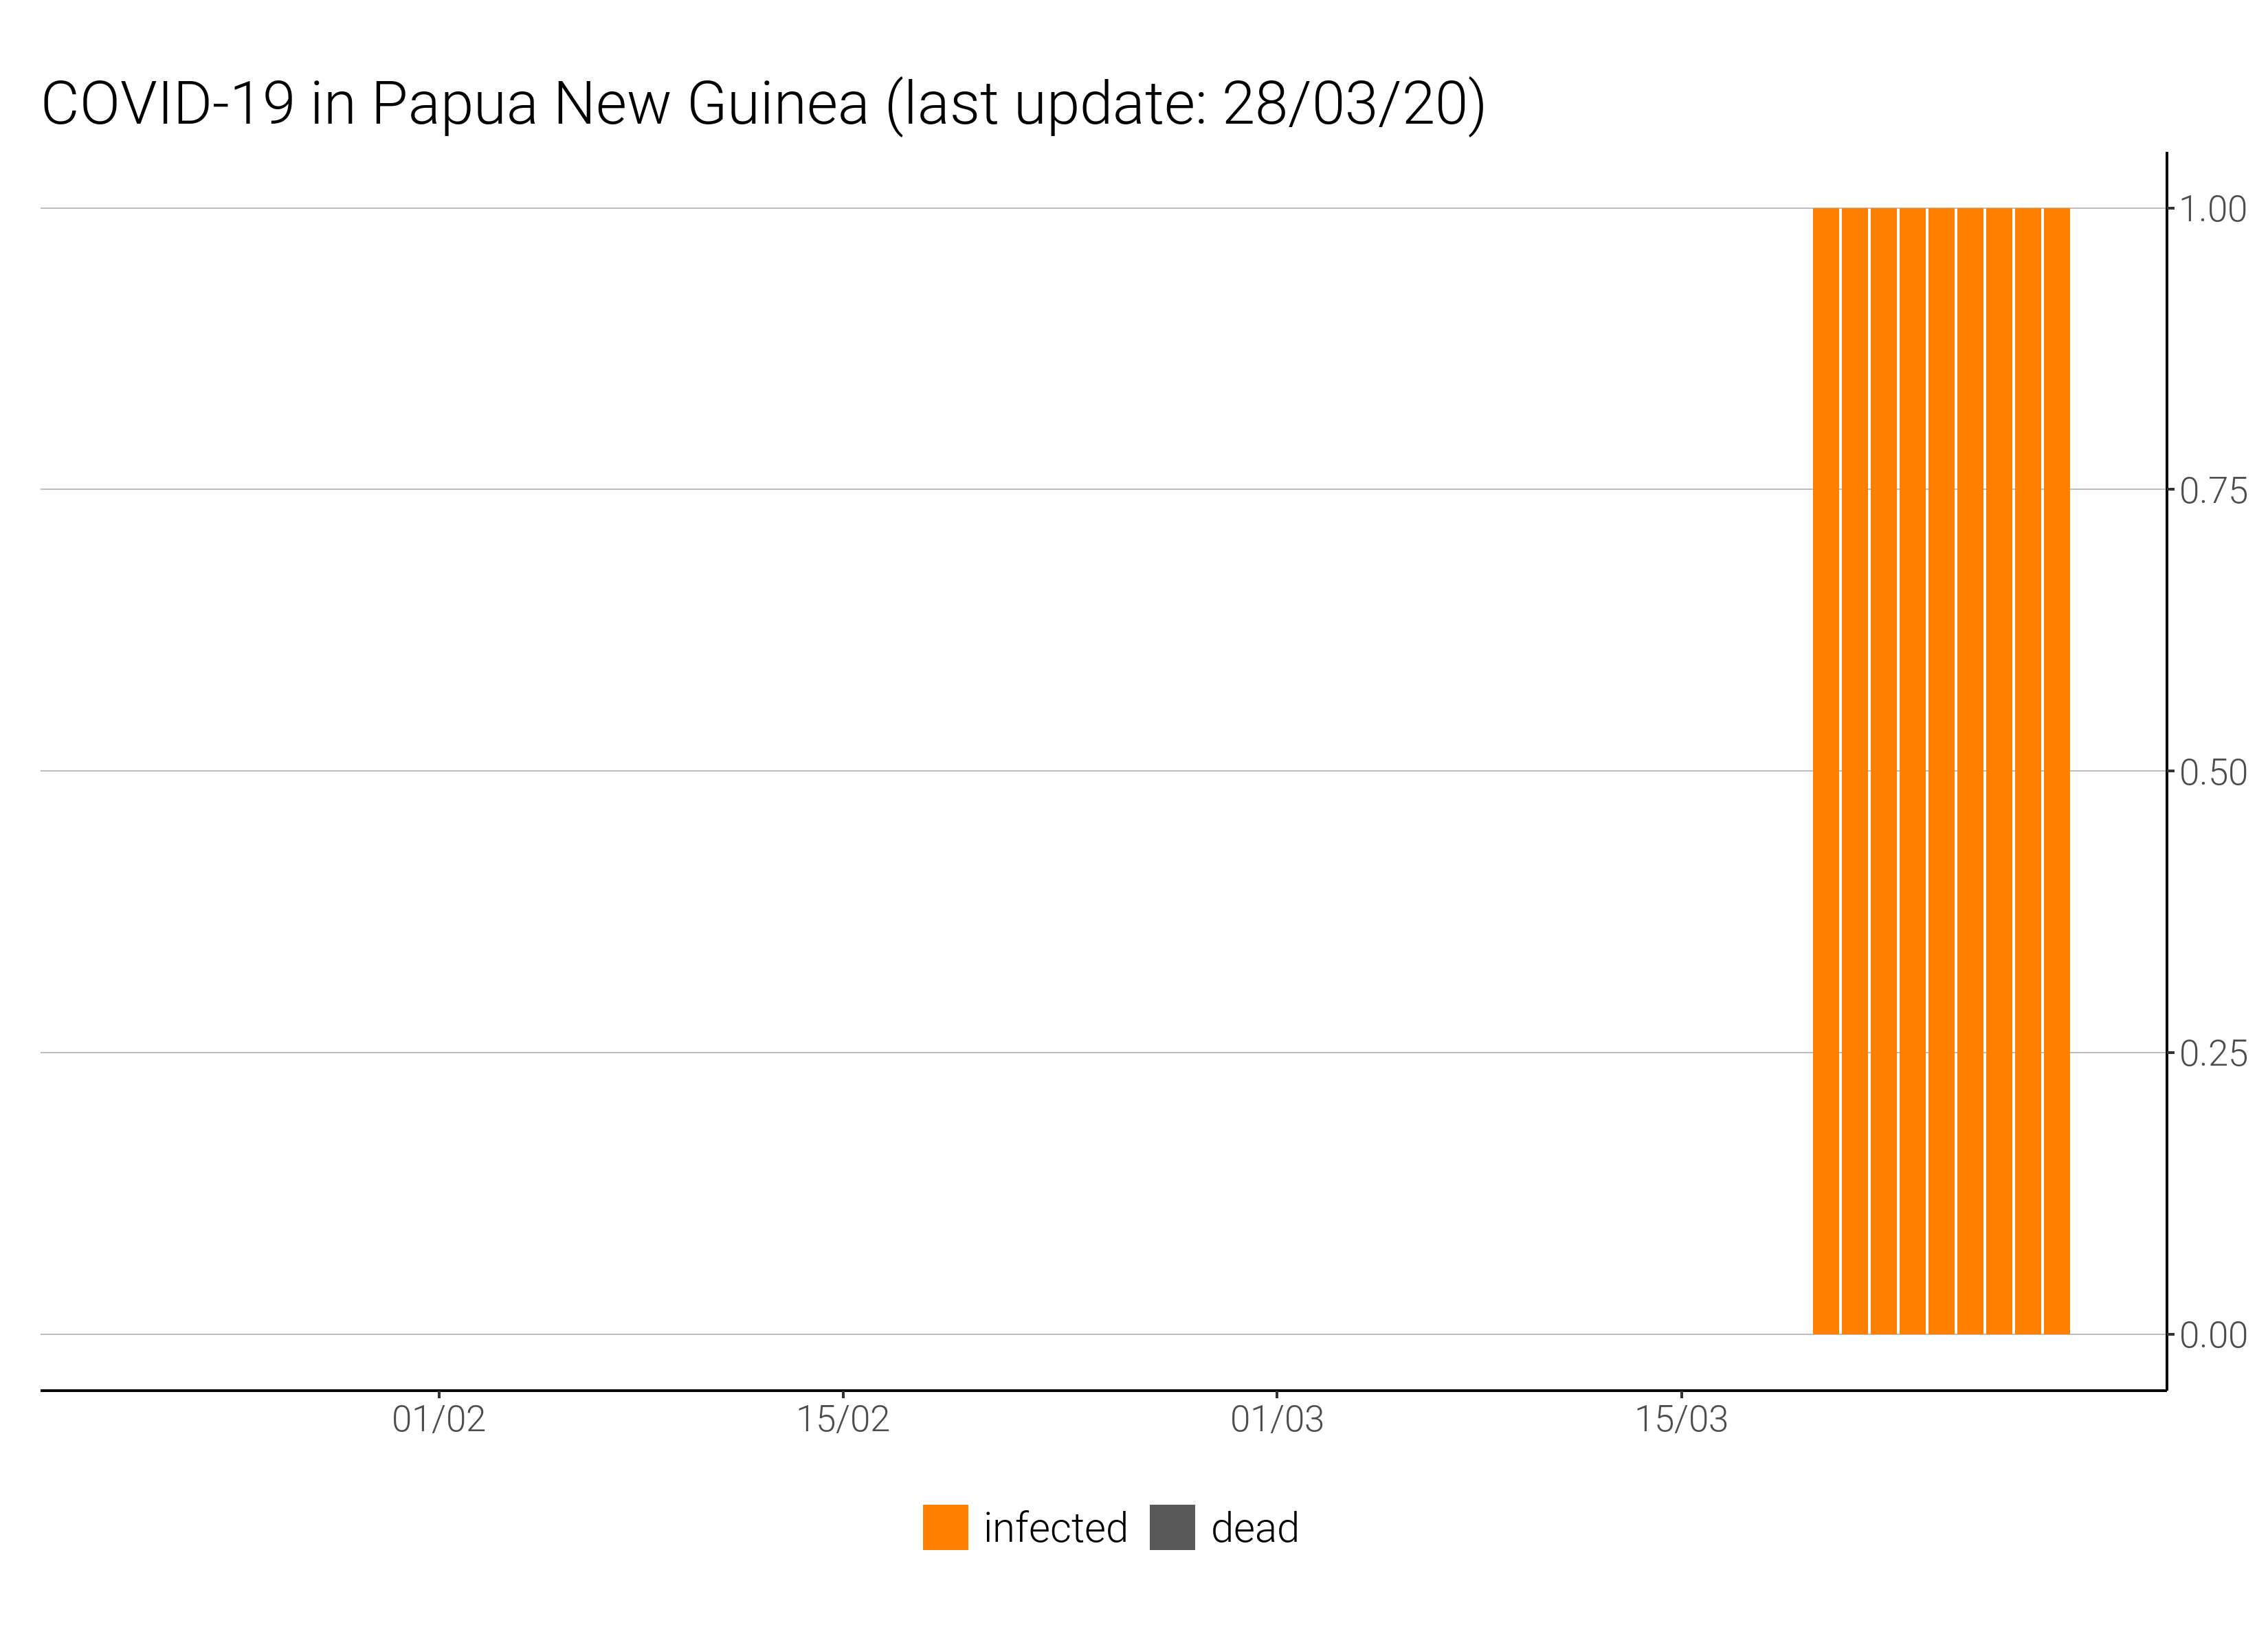 COVID-19 in Papua New Guinea (last update: 28/03/20)
1.00
0.75
0.50
0.25
0.00
01/02 15/02 01/03 15/03
infected dead